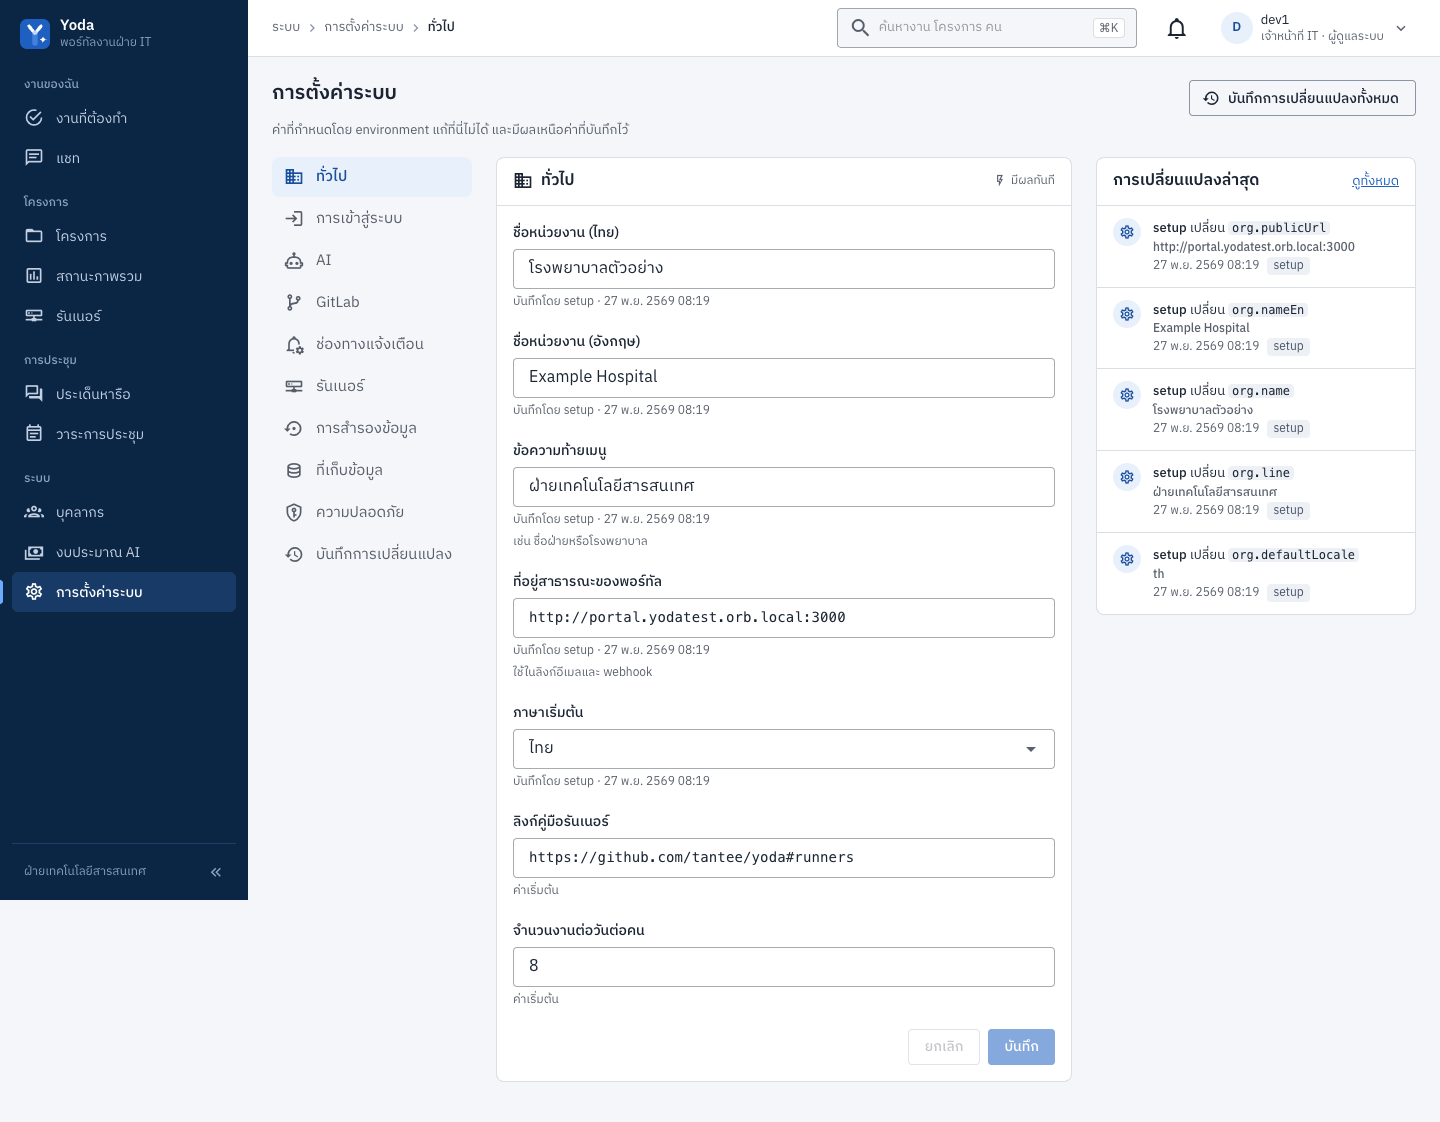 Yoda
พอร์ทัลงานฝ่าย IT
งานของฉัน
งานที่ต้องทำ
แชท
โครงการ
โครงการ
สถานะภาพรวม
รันเนอร์
การประชุม
ประเด็นหารือ
วาระการประชุม
ระบบ
บุคลากร
งบประมาณ AI
การตั้งค่าระบบ
ฝ่ายเทคโนโลยีสารสนเทศ
ระบบ > การตั้งค่าระบบ > ทั่วไป
ค้นหางาน โครงการ คน ⌘K
D
dev1
เจ้าหน้าที่ IT · ผู้ดูแลระบบ
การตั้งค่าระบบ
บันทึกการเปลี่ยนแปลงทั้งหมด
ค่าที่กำหนดโดย environment แก้ที่นี่ไม่ได้ และมีผลเหนือค่าที่บันทึกไว้
ทั่วไป
การเข้าสู่ระบบ
AI
GitLab
ช่องทางแจ้งเตือน
รันเนอร์
การสำรองข้อมูล
ที่เก็บข้อมูล
ความปลอดภัย
บันทึกการเปลี่ยนแปลง
ทั่วไป
มีผลทันที
ชื่อหน่วยงาน (ไทย)
โรงพยาบาลตัวอย่าง
บันทึกโดย setup · 27 พ.ย. 2569 08:19
ชื่อหน่วยงาน (อังกฤษ)
Example Hospital
บันทึกโดย setup · 27 พ.ย. 2569 08:19
ข้อความท้ายเมนู
ฝ่ายเทคโนโลยีสารสนเทศ
บันทึกโดย setup · 27 พ.ย. 2569 08:19
เช่น ชื่อฝ่ายหรือโรงพยาบาล
ที่อยู่สาธารณะของพอร์ทัล
http://portal.yodatest.orb.local:3000
บันทึกโดย setup · 27 พ.ย. 2569 08:19
ใช้ในลิงก์อีเมลและ webhook
ภาษาเริ่มต้น
ไทย
บันทึกโดย setup · 27 พ.ย. 2569 08:19
ลิงก์คู่มือรันเนอร์
https://github.com/tantee/yoda#runners
ค่าเริ่มต้น
จำนวนงานต่อวันต่อคน
8
ค่าเริ่มต้น
ยกเลิก
บันทึก
การเปลี่ยนแปลงล่าสุด
ดูทั้งหมด
setup เปลี่ยน org.publicUrl
http://portal.yodatest.orb.local:3000
27 พ.ย. 2569 08:19 setup
setup เปลี่ยน org.nameEn
Example Hospital
27 พ.ย. 2569 08:19 setup
setup เปลี่ยน org.name
โรงพยาบาลตัวอย่าง
27 พ.ย. 2569 08:19 setup
setup เปลี่ยน org.line
ฝ่ายเทคโนโลยีสารสนเทศ
27 พ.ย. 2569 08:19 setup
setup เปลี่ยน org.defaultLocale
th
27 พ.ย. 2569 08:19 setup